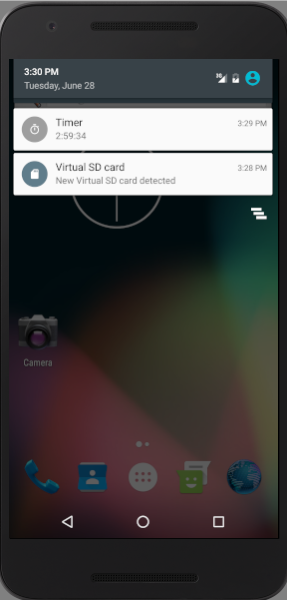 3:30 PM
Tuesday, June 28
3G
Timer
3:29 PM
2:59:34
Virtual SD card
3:28 PM
New Virtual SD card detected
Camera